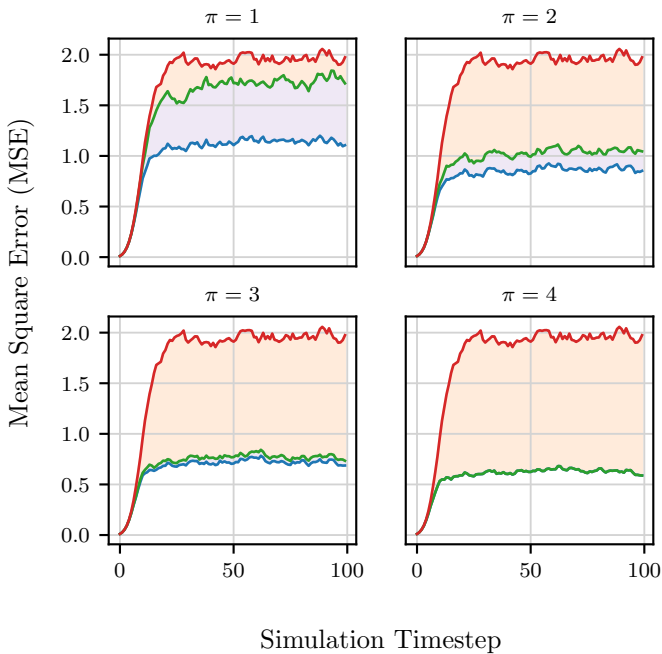 π = 1
π = 2
2.0
1.5
1.0
0.5
0.0
Mean Square Error (MSE)
π = 3
π = 4
2.0
1.5
1.0
0.5
0.0
0 50 100
0 50 100
Simulation Timestep